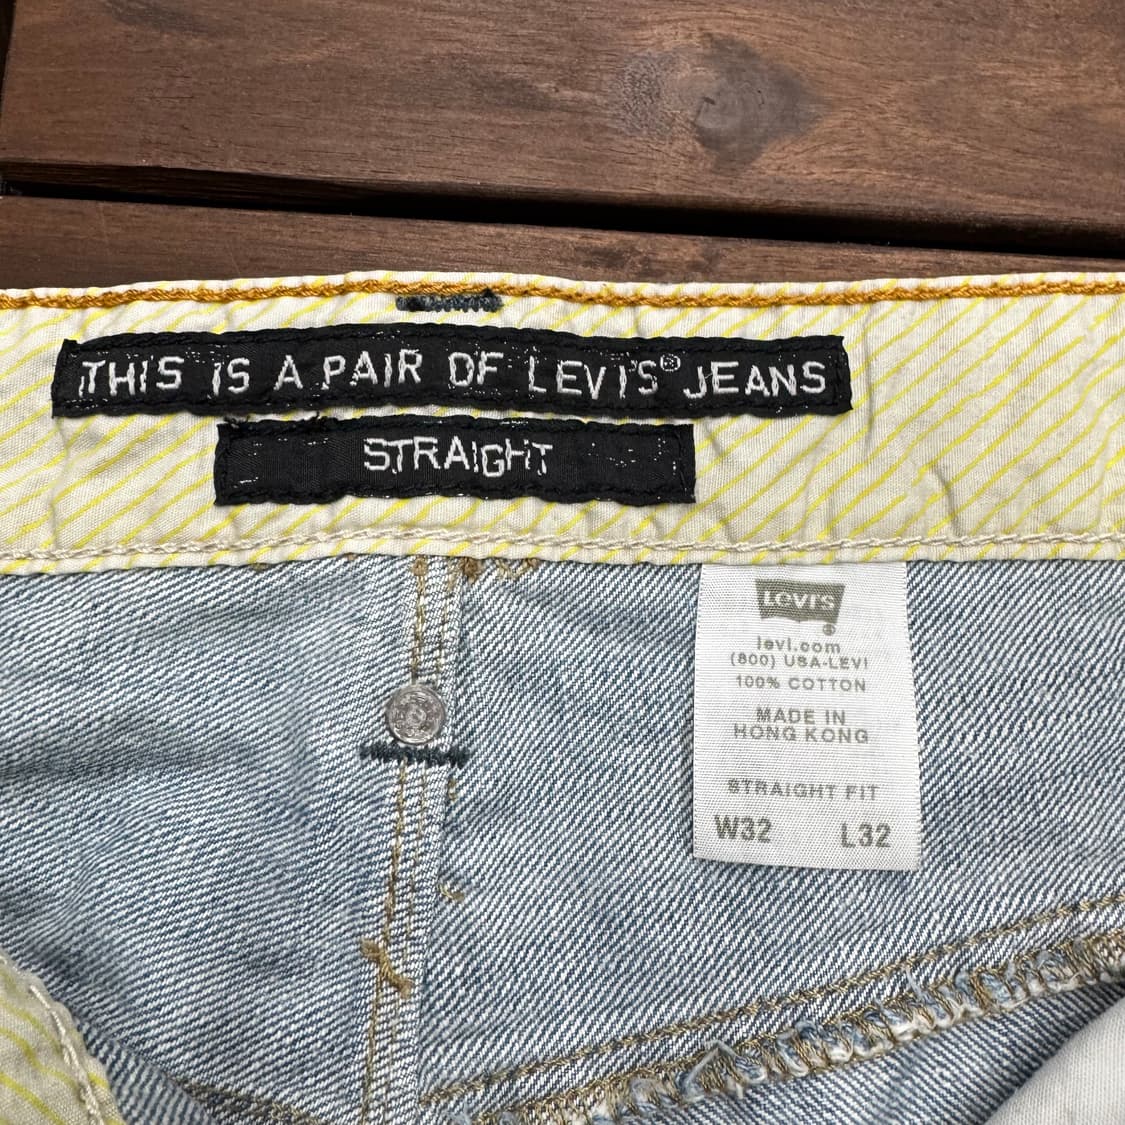 THIS IS A PAIR OF LEVI'S® JEANS
STRAIGHT
LEVI'S
®
levi.com
(800) USA-LEVI
100% COTTON
MADE IN
HONG KONG
STRAIGHT FIT
W32 L32